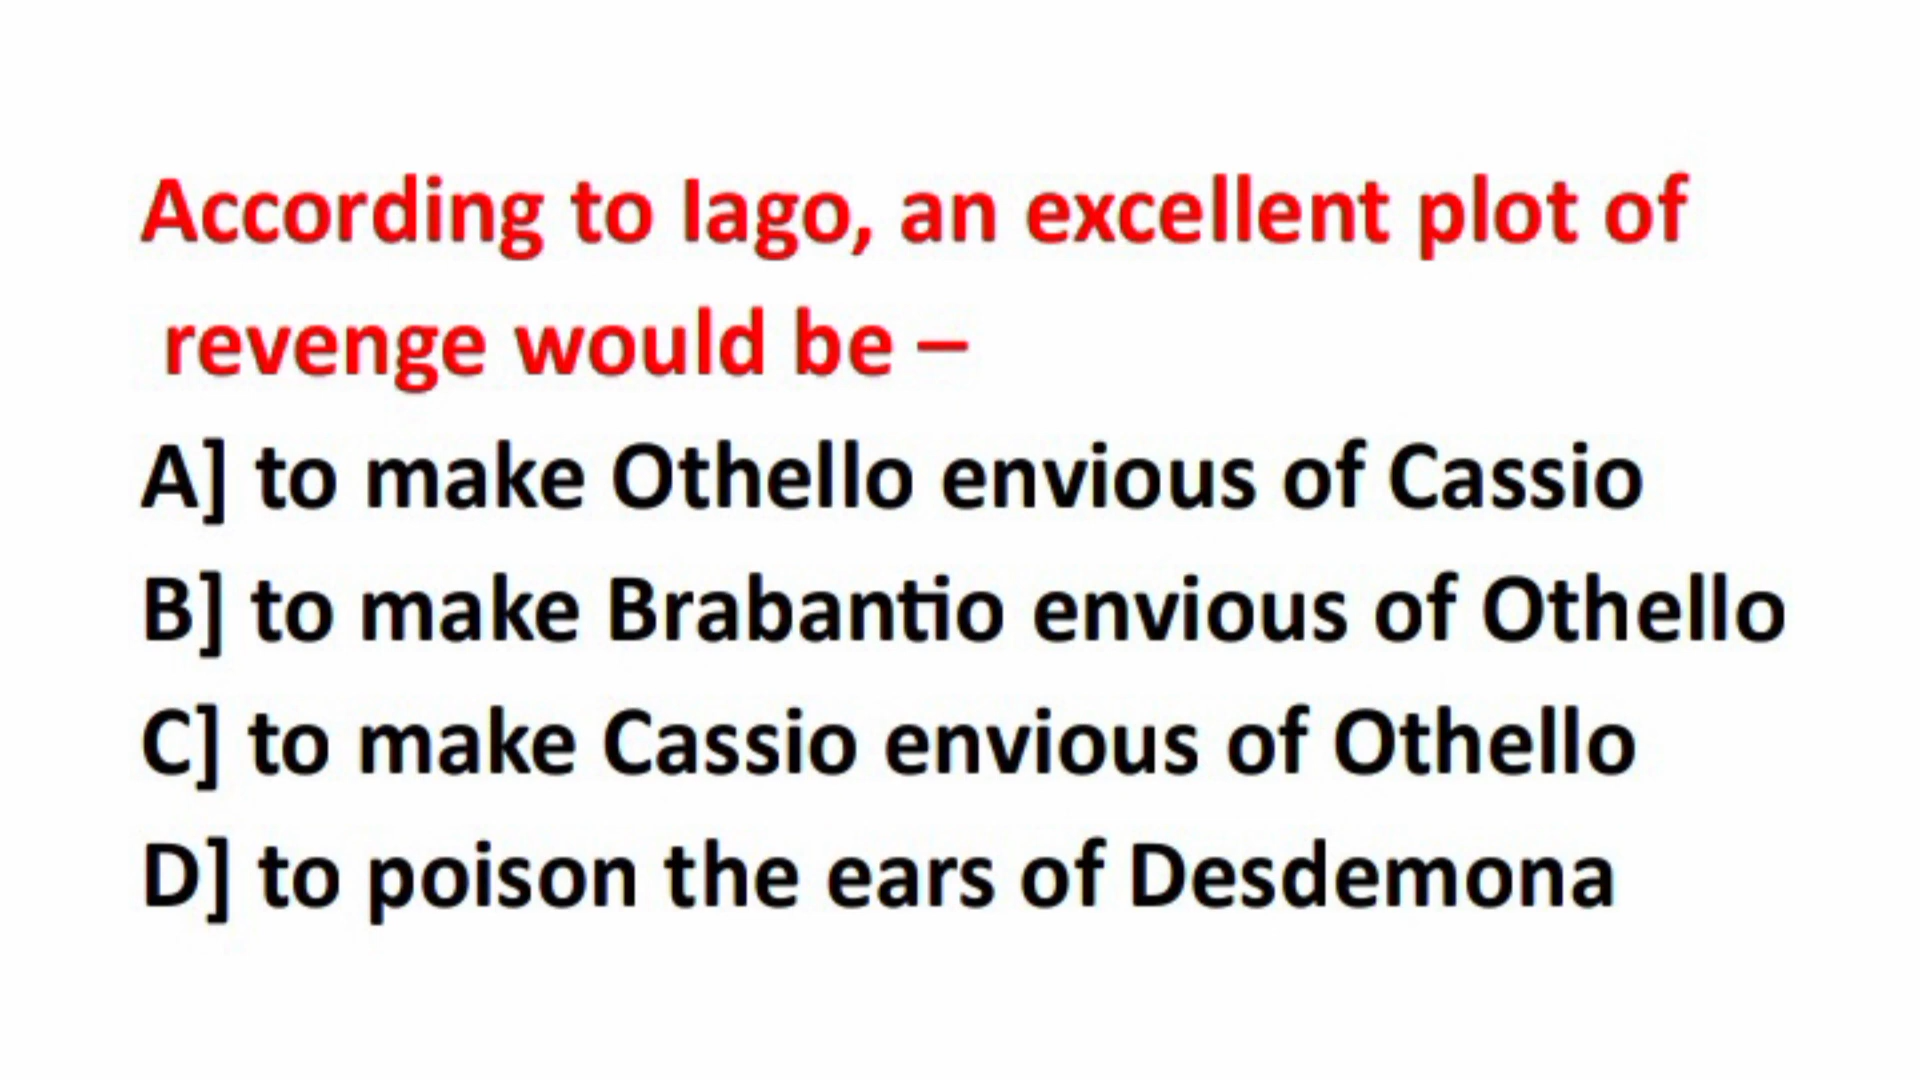 According to Iago, an excellent plot of
revenge would be –
A] to make Othello envious of Cassio
B] to make Brabantio envious of Othello
C] to make Cassio envious of Othello
D] to poison the ears of Desdemona